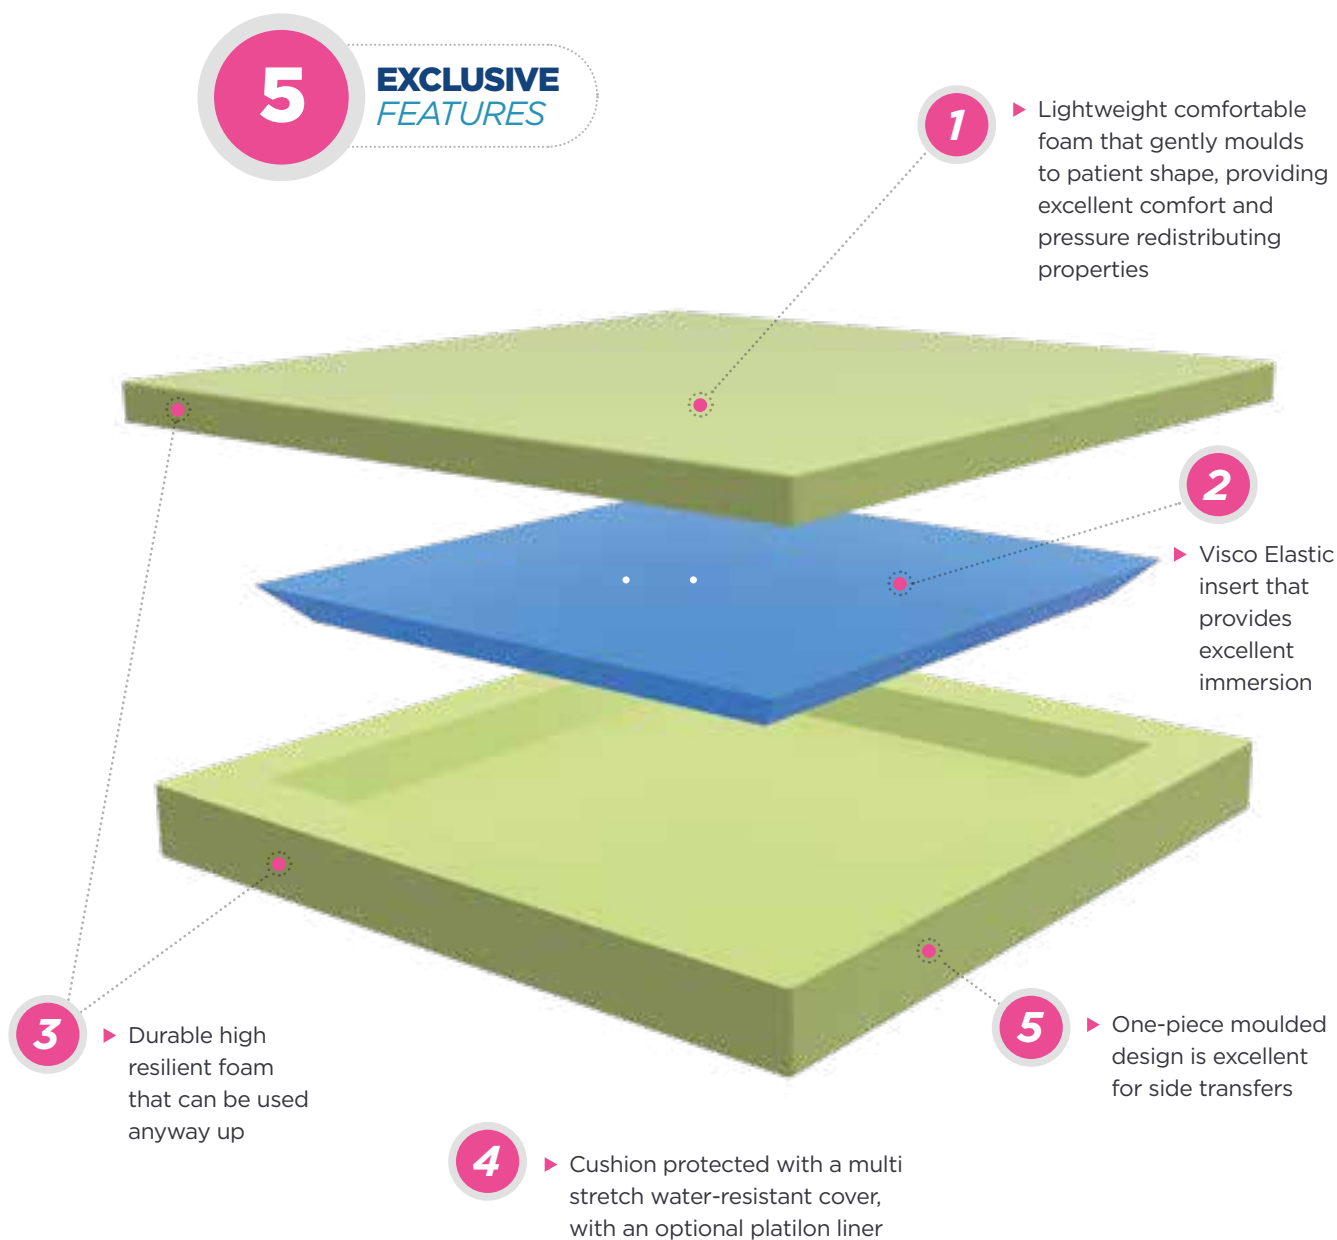 5
EXCLUSIVE
FEATURES
1
Lightweight comfortable
foam that gently moulds
to patient shape, providing
excellent comfort and
pressure redistributing
properties
2
Visco Elastic
insert that
provides
excellent
immersion
3
Durable high
resilient foam
that can be used
anyway up
5
One-piece moulded
design is excellent
for side transfers
4
Cushion protected with a multi
stretch water-resistant cover,
with an optional platilon liner